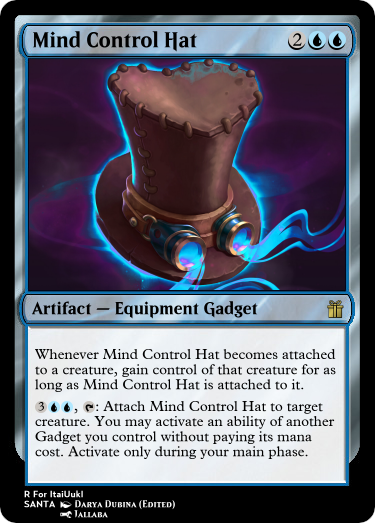 Mind Control Hat 2
Artifact — Equipment Gadget
Whenever Mind Control Hat becomes attached
to a creature, gain control of that creature for as
long as Mind Control Hat is attached to it.
3, : Attach Mind Control Hat to target
creature. You may activate an ability of another
Gadget you control without paying its mana
cost. Activate only during your main phase.
R For ItaiUukl
SANTA Darya Dubina (Edited)
Jallaba